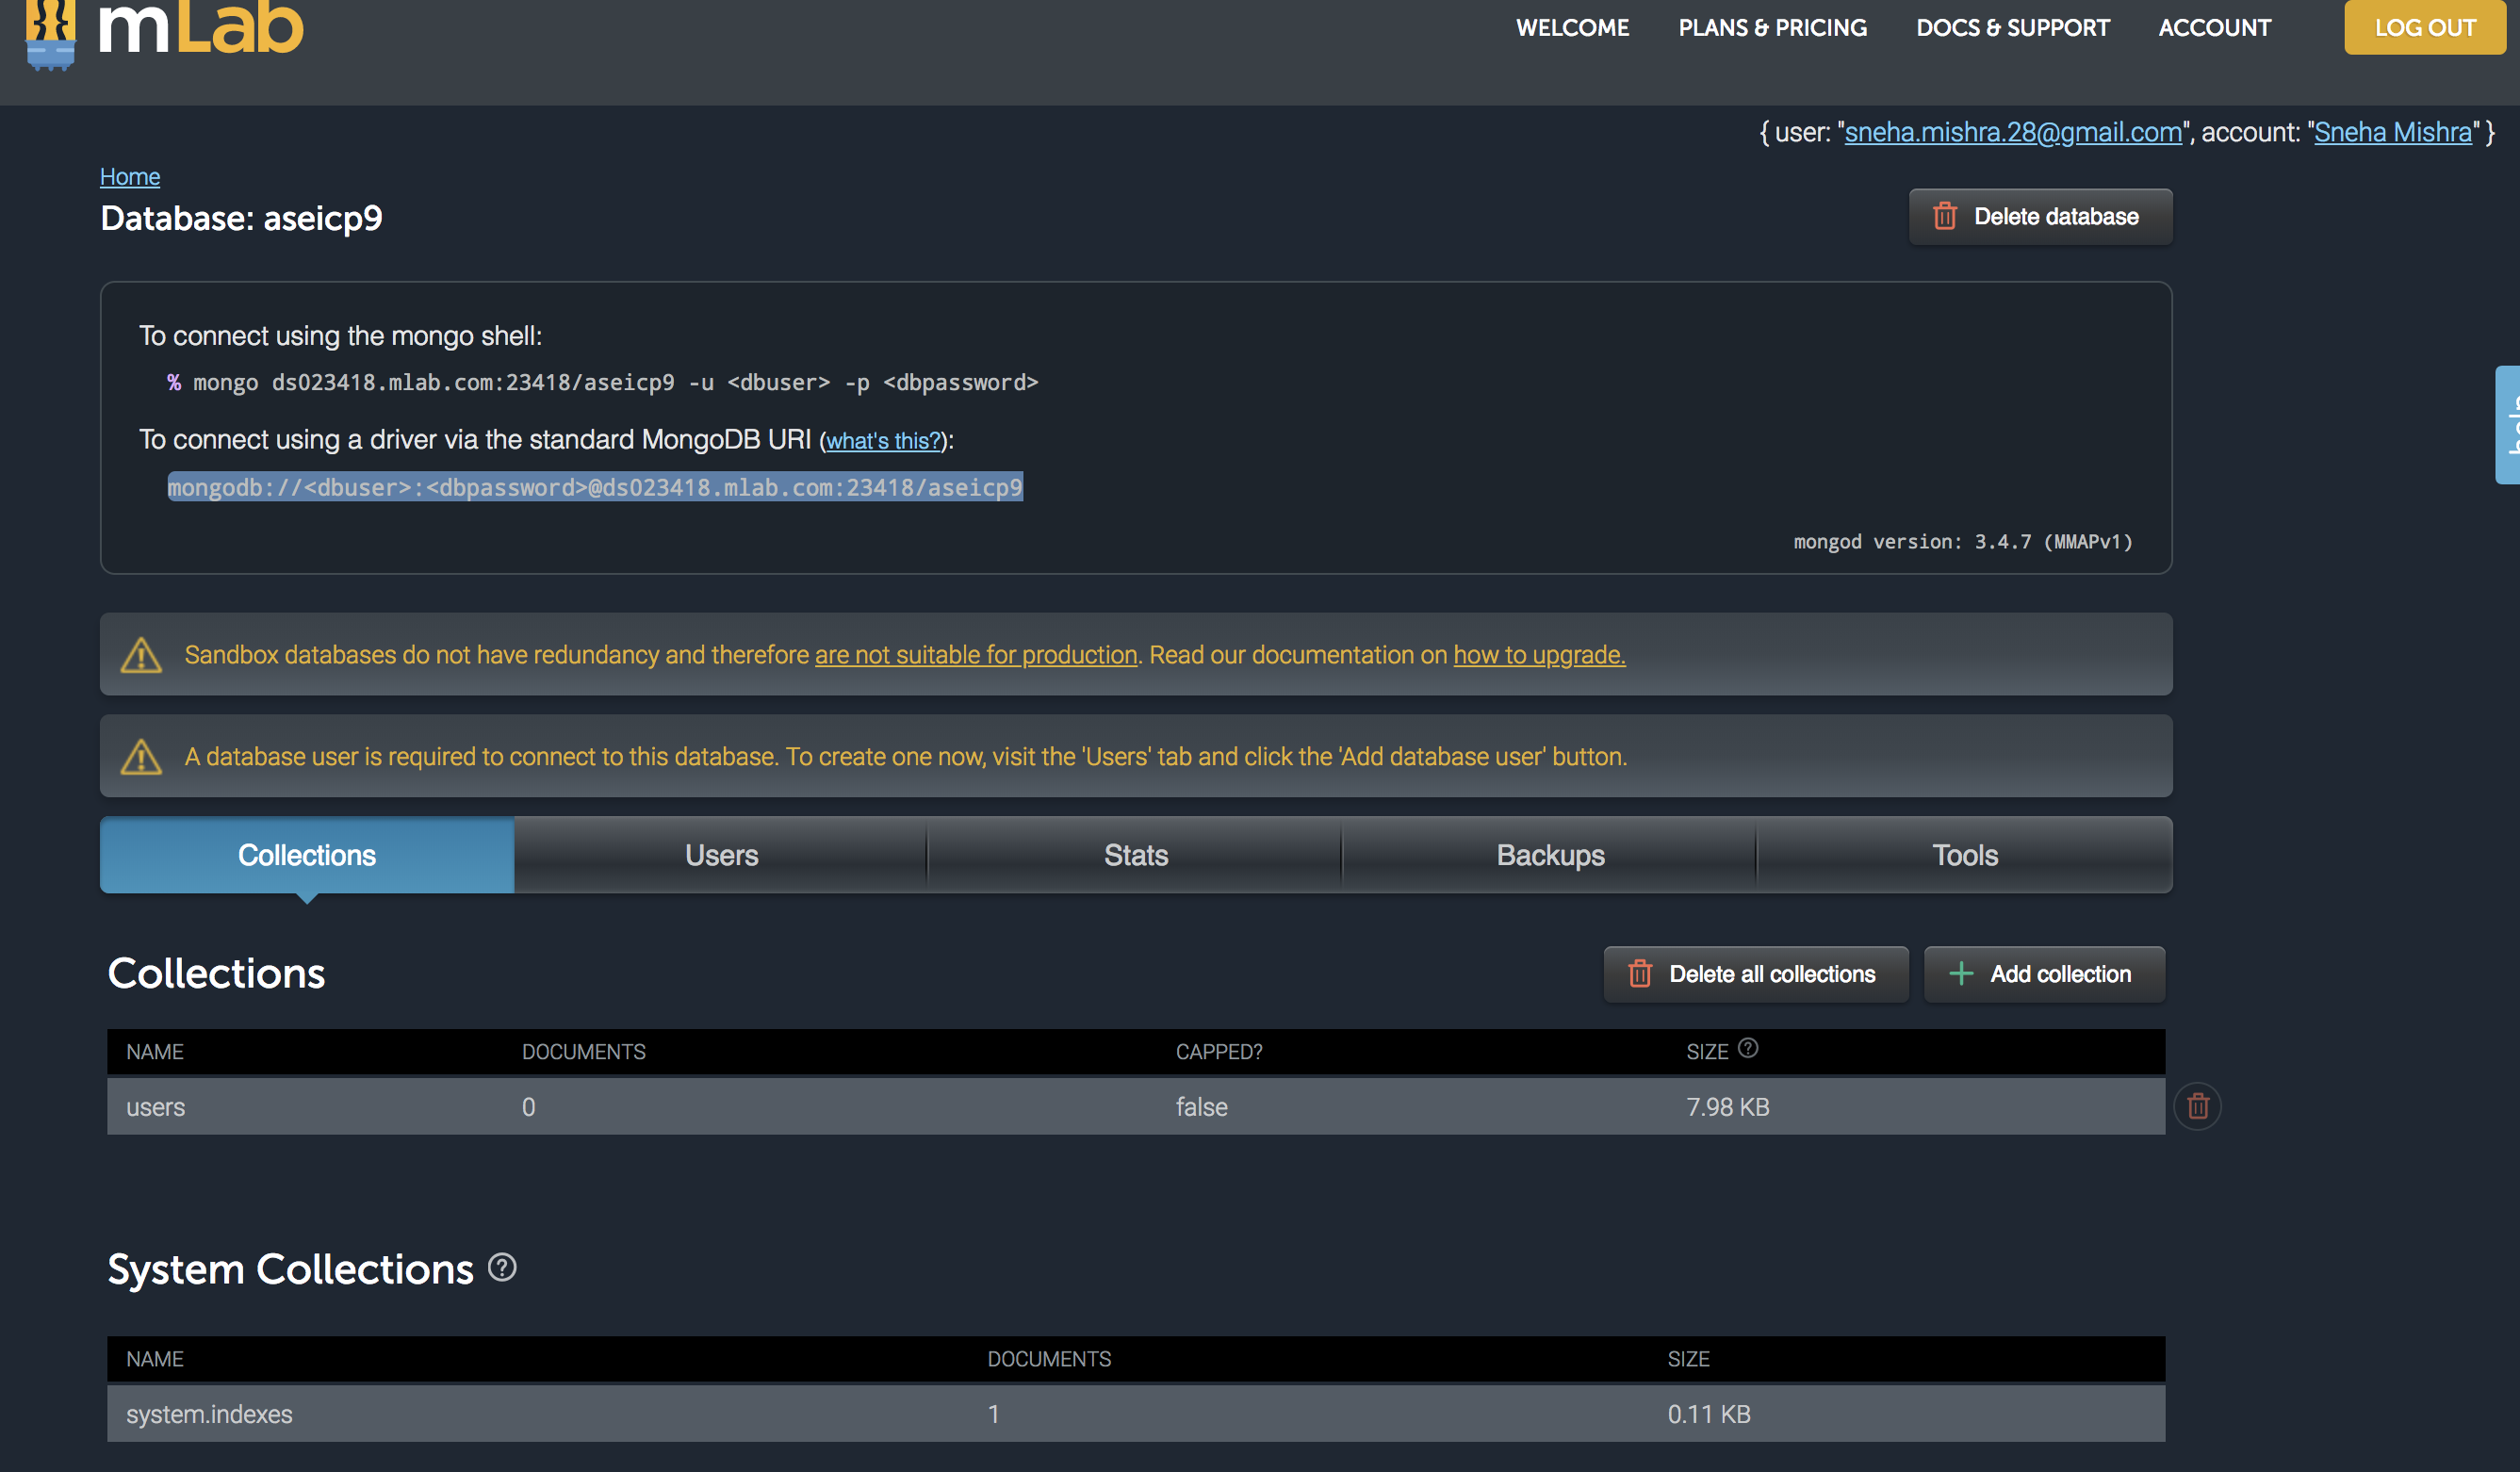 mLab
WELCOME PLANS & PRICING DOCS & SUPPORT ACCOUNT LOG OUT
{ user: "sneha.mishra.28@gmail.com", account: "Sneha Mishra" }
Home
Database: aseicp9
Delete database
To connect using the mongo shell:
% mongo ds023418.mlab.com:23418/aseicp9 -u <dbuser> -p <dbpassword>
To connect using a driver via the standard MongoDB URI (what's this?):
mongodb://<dbuser>:<dbpassword>@ds023418.mlab.com:23418/aseicp9
mongod version: 3.4.7 (MMAPv1)
help
Sandbox databases do not have redundancy and therefore are not suitable for production. Read our documentation on how to upgrade.
A database user is required to connect to this database. To create one now, visit the 'Users' tab and click the 'Add database user' button.
Collections Users Stats Backups Tools
Collections
Delete all collections Add collection
NAME DOCUMENTS CAPPED? SIZE ?
users 0 false 7.98 KB
System Collections ?
NAME DOCUMENTS SIZE
system.indexes 1 0.11 KB